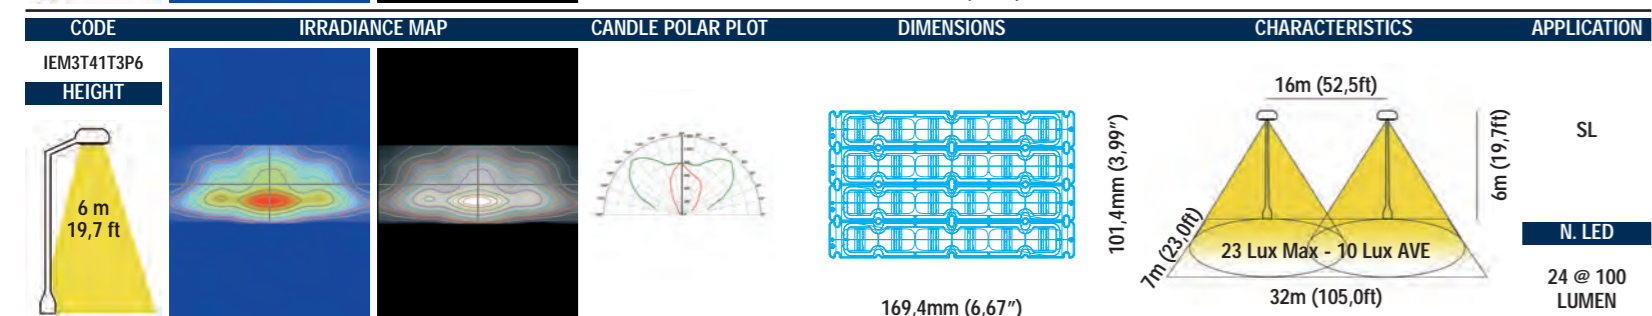 CODE IRRADIANCE MAP CANDLE POLAR PLOT DIMENSIONS CHARACTERISTICS APPLICATION
IEM3T41T3P6
HEIGHT
6 m
19,7 ft
101,4mm (3,99")
169,4mm (6,67")
16m (52,5ft)
6m (19,7ft)
7m (23,0ft)
23 Lux Max - 10 Lux AVE
32m (105,0ft)
SL
N. LED
24 @ 100
LUMEN